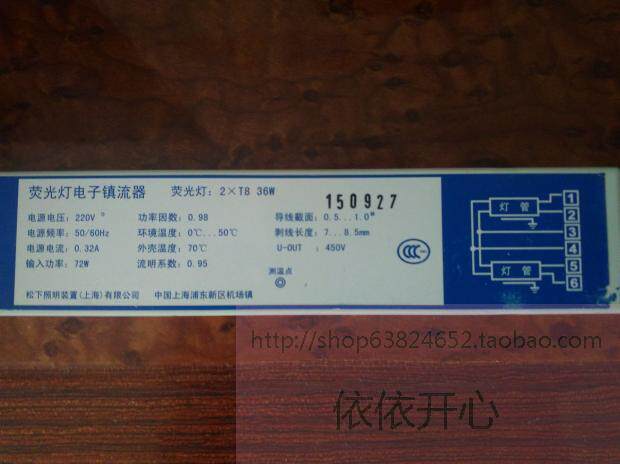 荧光灯电子镇流器 荧光灯：2×T8 36W
150927
电源电压：220V 功率因数：0.98 导线截面：0.5...1.0
电源频率：50/60Hz 环境温度：0℃...50℃ 剥线长度：7...8.5mm
电源电流：0.32A 外壳温度：70℃ U-OUT ：450V
输入功率：72W 流明系数：0.95
测温点
松下照明装置(上海)有限公司 中国上海浦东新区机场镇
CCC
灯管
灯管
1
2
3
4
5
6
http://shop63824652.taobao.com
依依开心